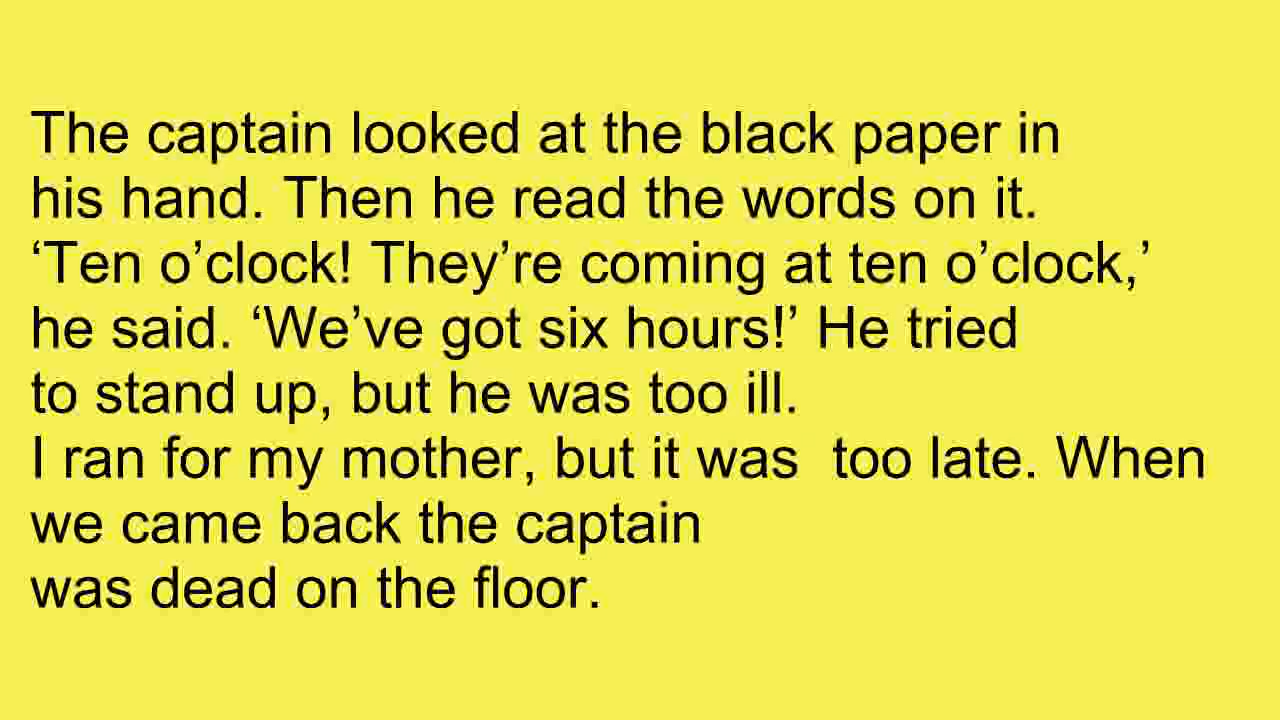 The captain looked at the black paper in
his hand. Then he read the words on it.
‘Ten o’clock! They’re coming at ten o’clock,’
he said. ‘We’ve got six hours!’ He tried
to stand up, but he was too ill.
I ran for my mother, but it was  too late. When
we came back the captain
was dead on the floor.